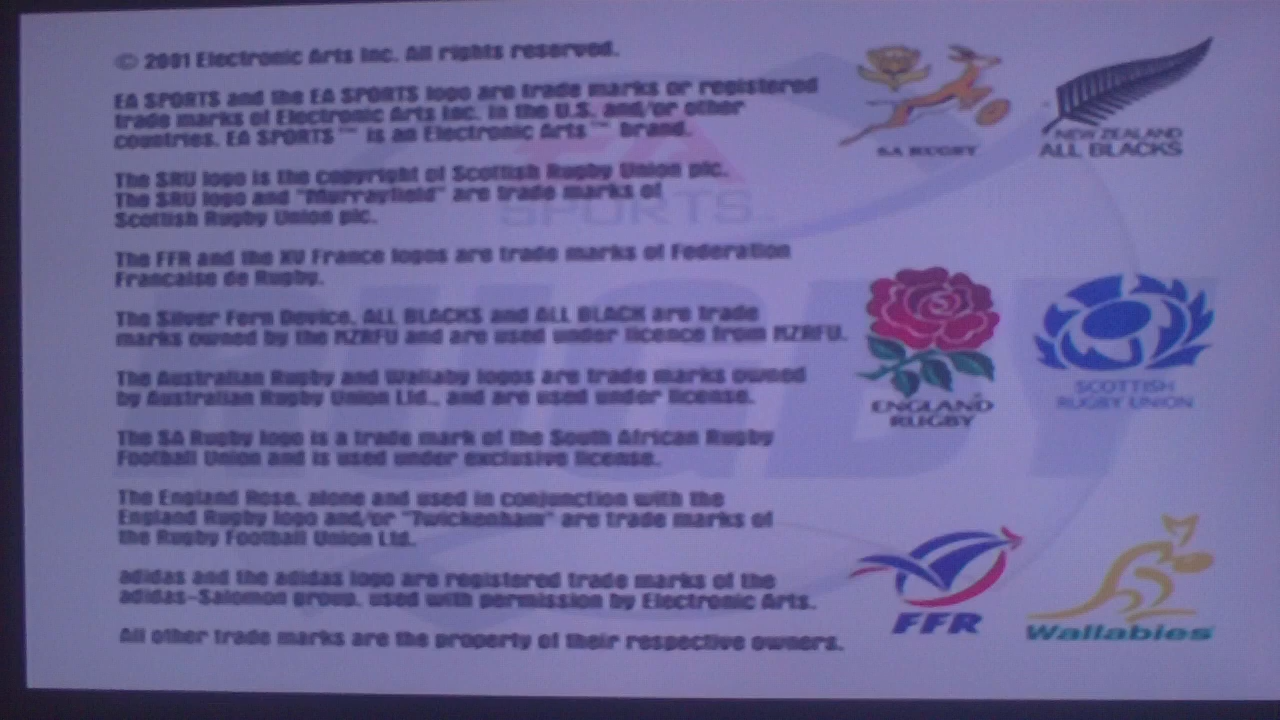 © 2001 Electronic Arts Inc. All rights reserved.
EA SPORTS and the EA SPORTS logo are trade marks or registered
trade marks of Electronic Arts Inc. in the U.S. and/or other
countries. EA SPORTS™ is an Electronic Arts™ brand.
The SRU logo is the copyright of Scottish Rugby Union plc.
The SRU logo and "Murrayfield" are trade marks of
Scottish Rugby Union plc.
The FFR and the XV France logos are trade marks of Federation
Francaise de Rugby.
The Silver Fern Device, ALL BLACKS and ALL BLACK are trade
marks owned by the NZRFU and are used under licence from NZRFU.
The Australian Rugby and Wallaby logos are trade marks owned
by Australian Rugby Union Ltd., and are used under license.
The SA Rugby logo is a trade mark of the South African Rugby
Football Union and is used under exclusive license.
The England Rose, alone and used in conjunction with the
England Rugby logo and/or "Twickenham" are trade marks of
the Rugby Football Union Ltd.
adidas and the adidas logo are registered trade marks of the
adidas-Salomon group, used with permission by Electronic Arts.
All other trade marks are the property of their respective owners.
SA RUGBY
NEW ZEALAND
ALL BLACKS
ENGLAND
RUGBY
SCOTTISH
RUGBY UNION
FFR
Wallabies
EA
SPORTS™
RUGBY